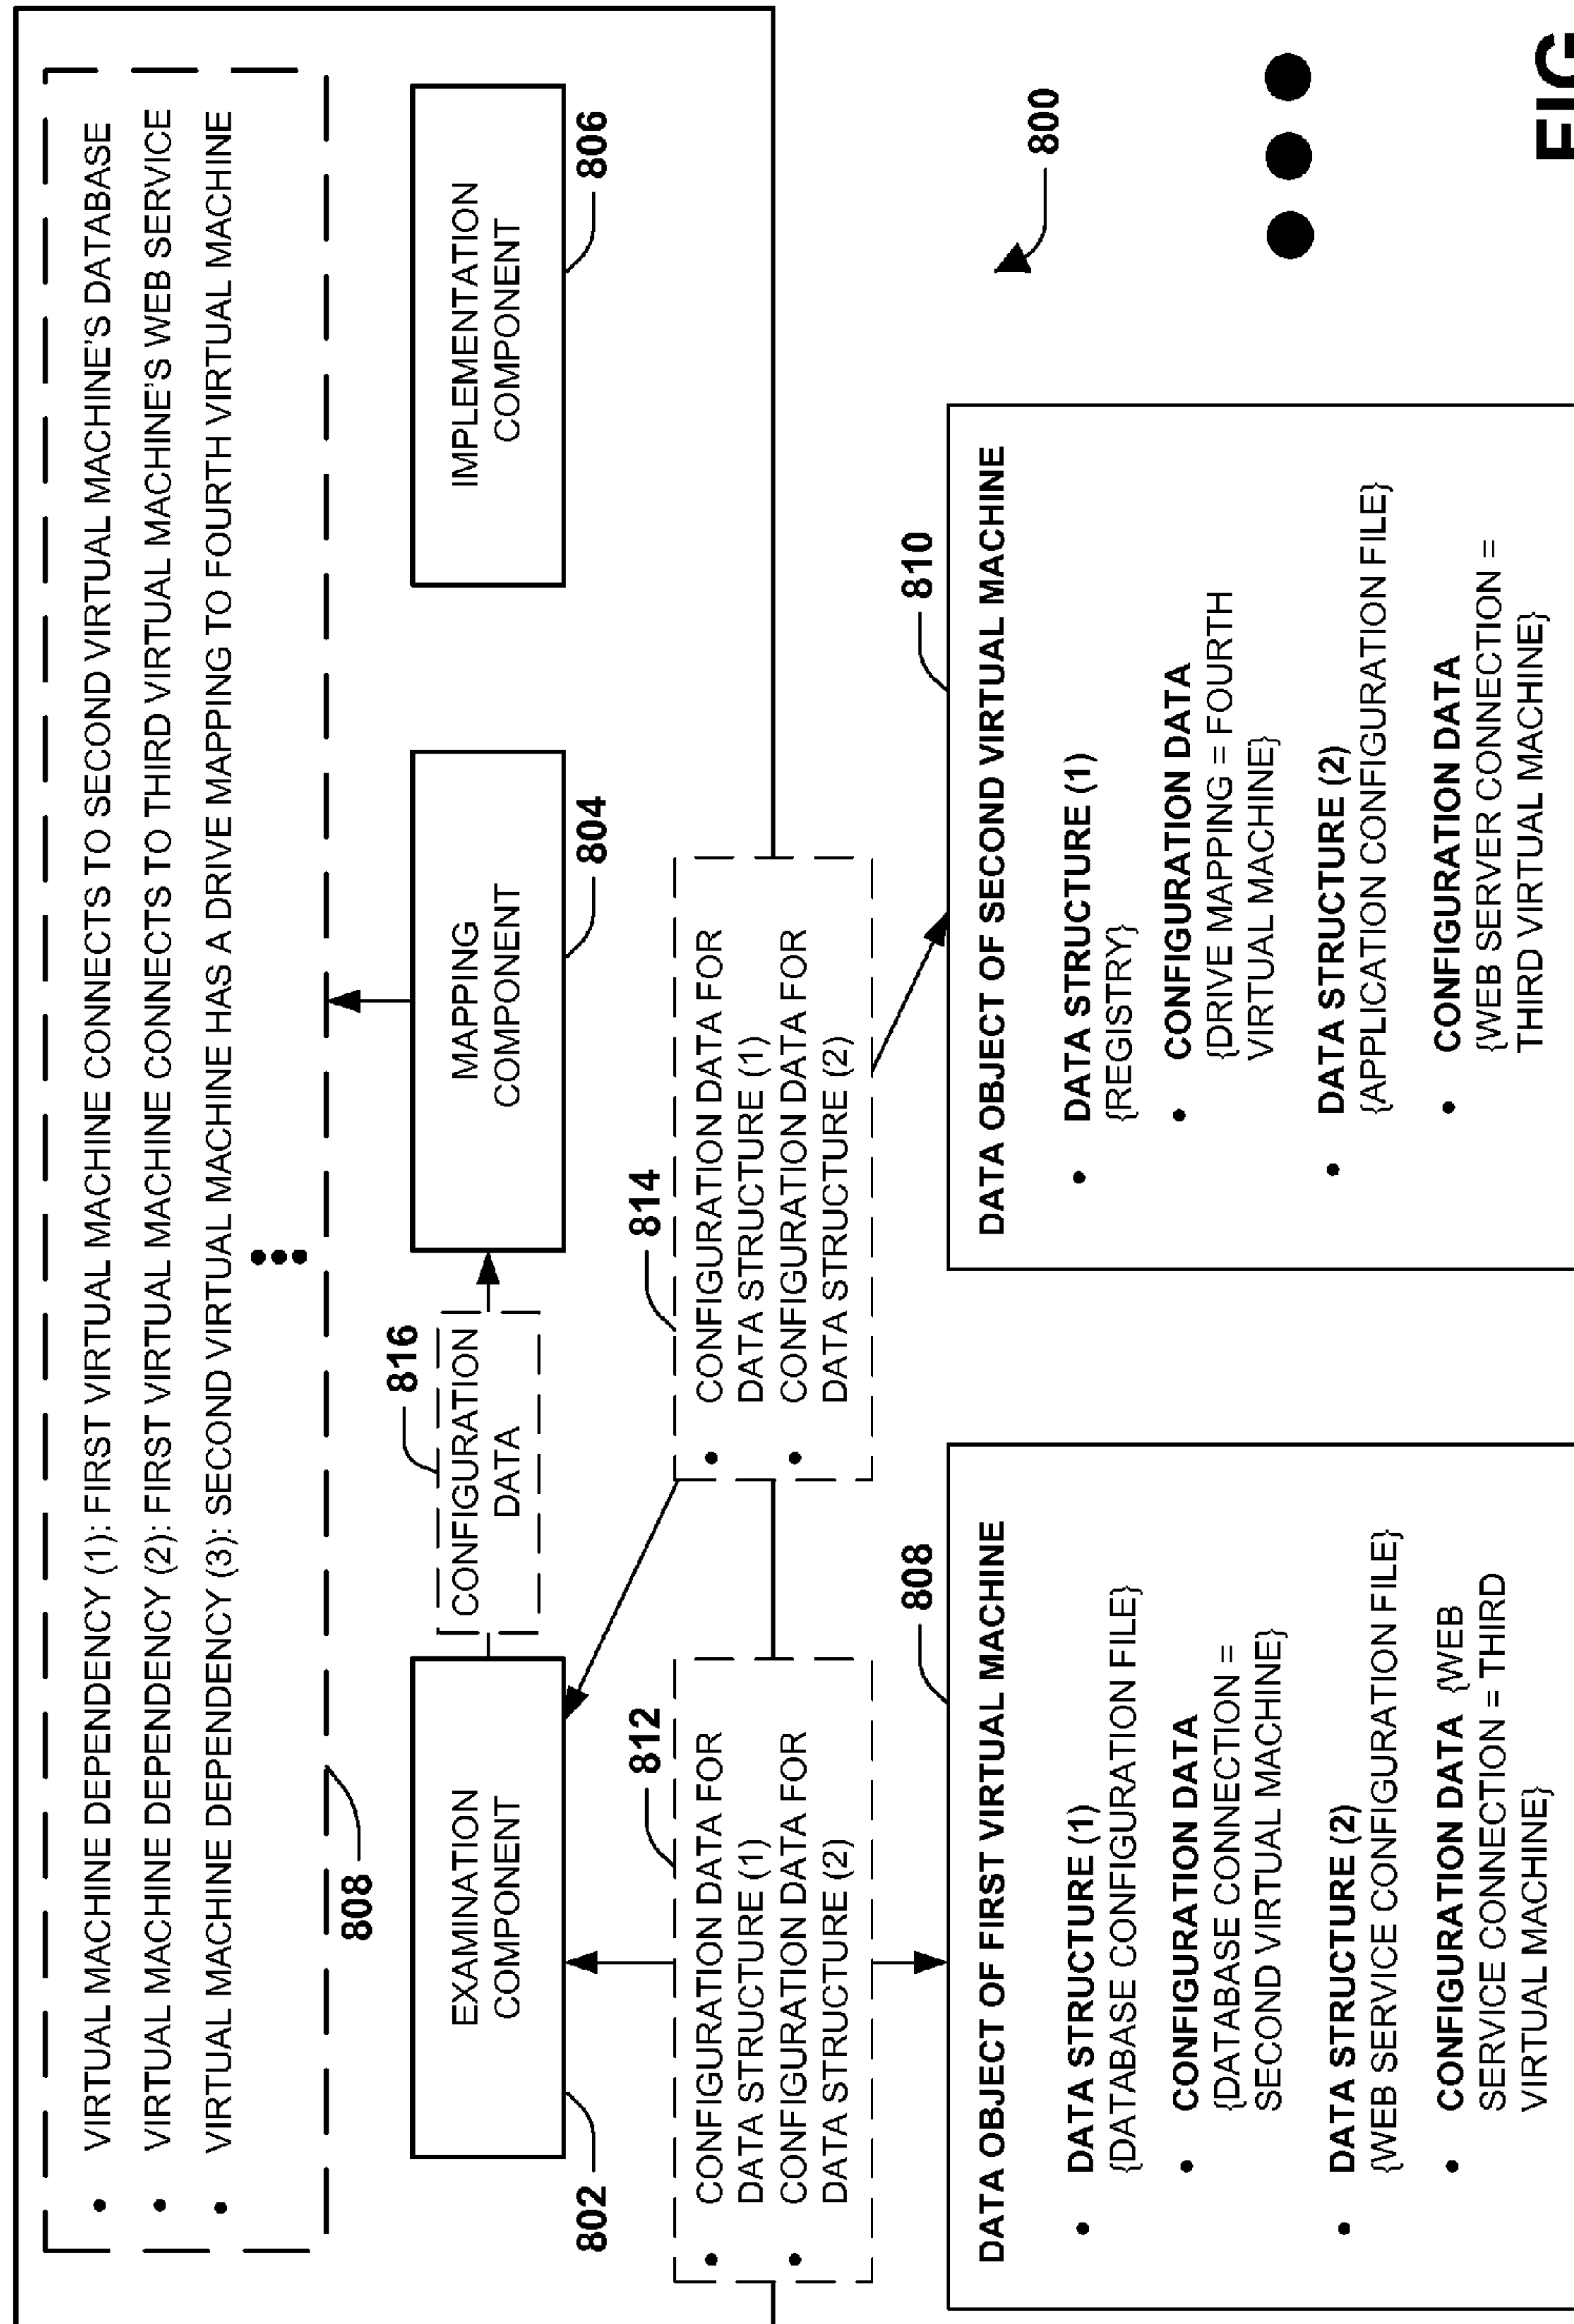 • VIRTUAL MACHINE DEPENDENCY (1): FIRST VIRTUAL MACHINE CONNECTS TO SECOND VIRTUAL MACHINE'S DATABASE
• VIRTUAL MACHINE DEPENDENCY (2): FIRST VIRTUAL MACHINE CONNECTS TO THIRD VIRTUAL MACHINE'S WEB SERVICE
• VIRTUAL MACHINE DEPENDENCY (3): SECOND VIRTUAL MACHINE HAS A DRIVE MAPPING TO FOURTH VIRTUAL MACHINE
808
EXAMINATION
COMPONENT
802
816
CONFIGURATION
DATA
MAPPING
COMPONENT
804
IMPLEMENTATION
COMPONENT
806
812
• CONFIGURATION DATA FOR
DATA STRUCTURE (1)
• CONFIGURATION DATA FOR
DATA STRUCTURE (2)
814
• CONFIGURATION DATA FOR
DATA STRUCTURE (1)
• CONFIGURATION DATA FOR
DATA STRUCTURE (2)
800
808
DATA OBJECT OF FIRST VIRTUAL MACHINE
• DATA STRUCTURE (1)
{DATABASE CONFIGURATION FILE}
• CONFIGURATION DATA
{DATABASE CONNECTION =
SECOND VIRTUAL MACHINE}
• DATA STRUCTURE (2)
{WEB SERVICE CONFIGURATION FILE}
• CONFIGURATION DATA {WEB
SERVICE CONNECTION = THIRD
VIRTUAL MACHINE}
810
DATA OBJECT OF SECOND VIRTUAL MACHINE
• DATA STRUCTURE (1)
{REGISTRY}
• CONFIGURATION DATA
{DRIVE MAPPING = FOURTH
VIRTUAL MACHINE}
• DATA STRUCTURE (2)
{APPLICATION CONFIGURATION FILE}
• CONFIGURATION DATA
{WEB SERVER CONNECTION =
THIRD VIRTUAL MACHINE}